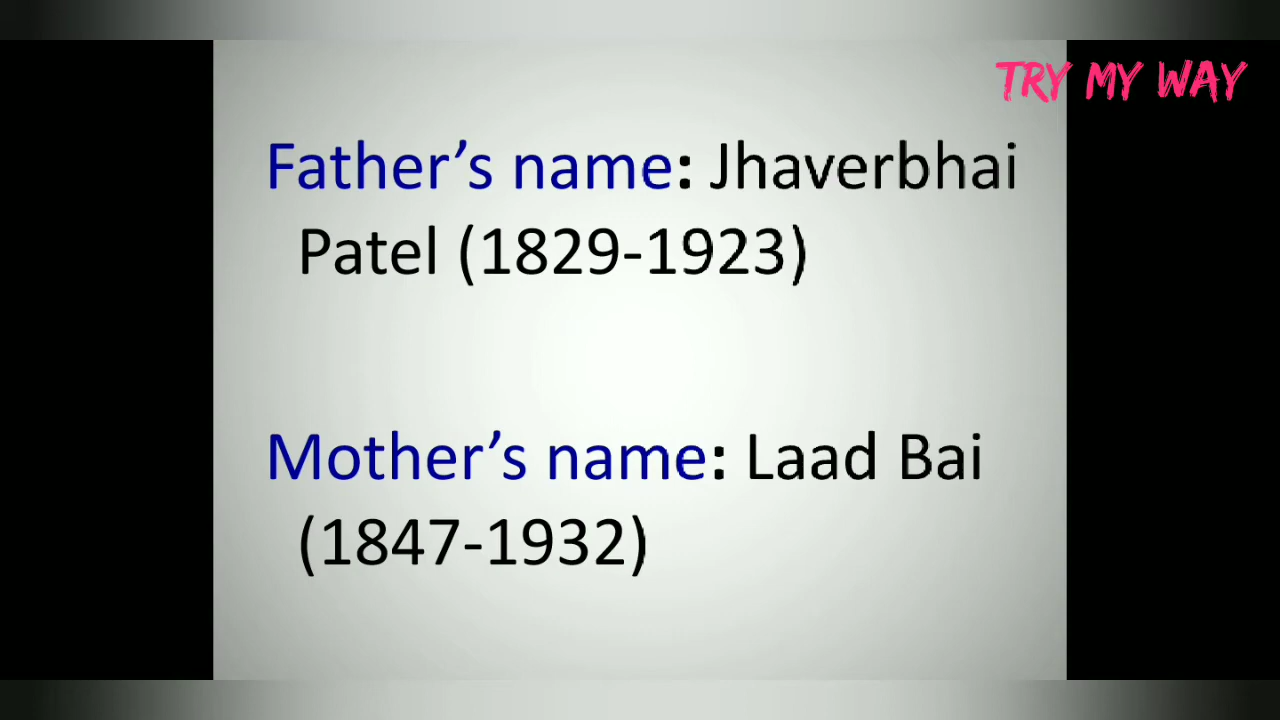 TRY MY WAY
Father’s name: Jhaverbhai
Patel (1829-1923)
Mother’s name: Laad Bai
(1847-1932)